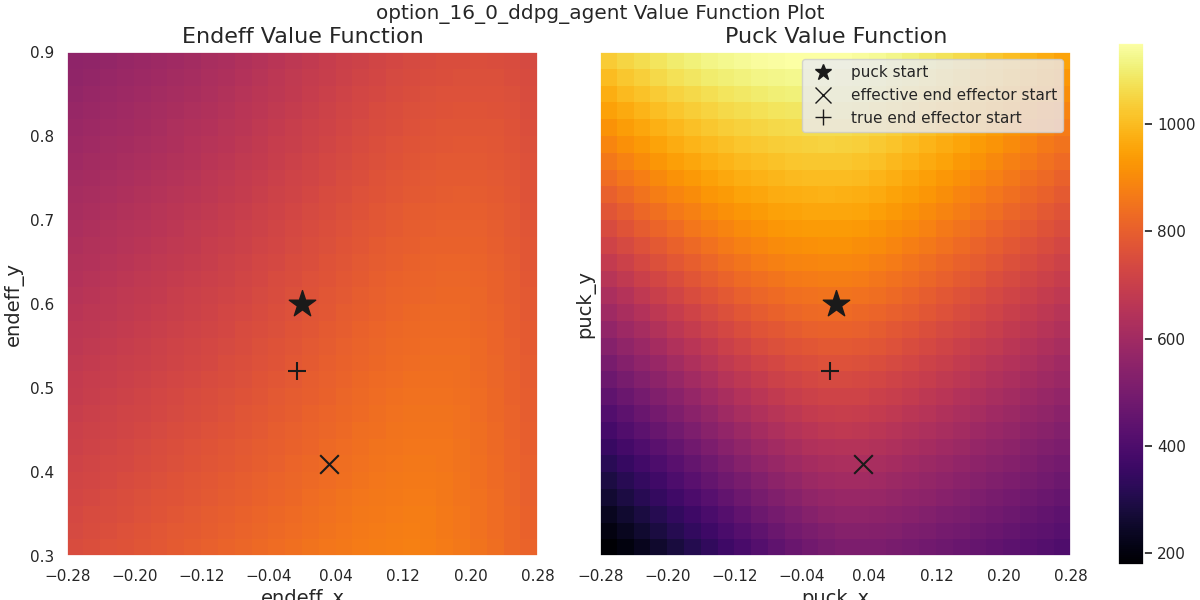 option_16_0_ddpg_agent Value Function Plot
Endeff Value Function
Puck Value Function
endeff_y
0.9
0.8
0.7
0.6
0.5
0.4
0.3
−0.28 −0.20 −0.12 −0.04 0.04 0.12 0.20 0.28
endeff_x
puck_y
puck start
effective end effector start
true end effector start
−0.28 −0.20 −0.12 −0.04 0.04 0.12 0.20 0.28
puck_x
1000
800
600
400
200